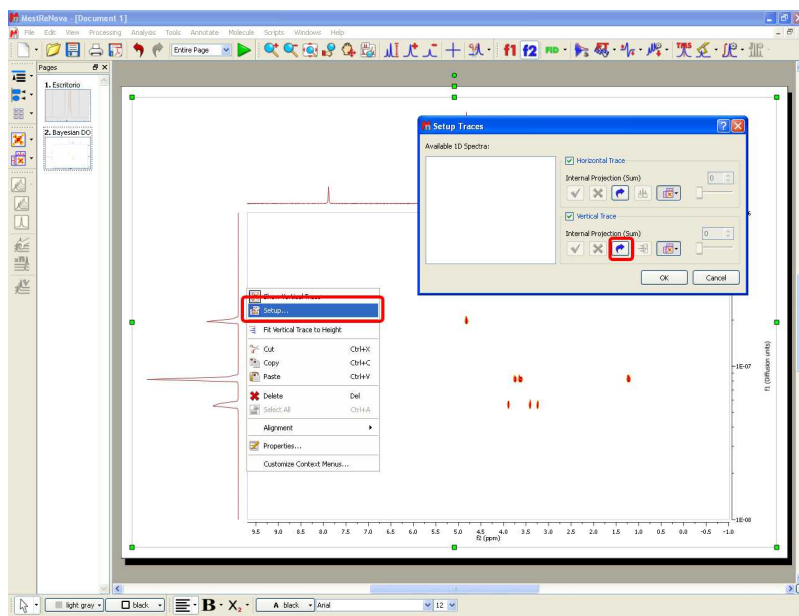 MestReNova - [Document 1]
File Edit View Processing Analysis Tools Annotate Molecule Scripts Windows Help
Entire Page
f1 f2 FID TMS
Pages
1. Escritorio
2. Bayesian DO
Setup Traces
Available 1D Spectra:
Horizontal Trace
Internal Projection (Sum)
0
Vertical Trace
Internal Projection (Sum)
0
OK Cancel
Show Vertical Trace
Setup...
Fit Vertical Trace to Height
Cut Ctrl+X
Copy Ctrl+C
Paste Ctrl+V
Delete Del
Select All Ctrl+A
Alignment
Properties...
Customize Context Menus...
1E-07
1E-08
f1 (Diffusion units)
9.5 9.0 8.5 8.0 7.5 7.0 6.5 6.0 5.5 5.0 4.5 4.0 3.5 3.0 2.5 2.0 1.5 1.0 0.5 0.0 -0.5 -1.0
f2 (ppm)
light gray black B X2 A black Arial 12